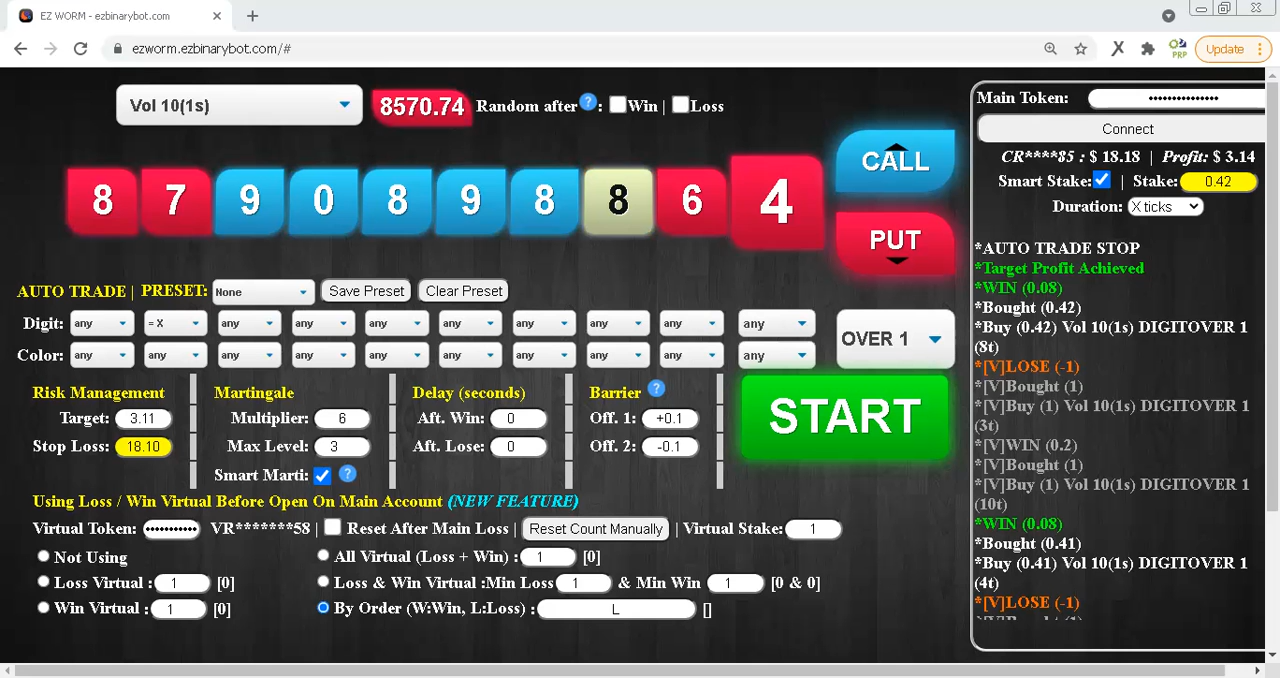 EZ WORM - ezbinarybot.com
ezworm.ezbinarybot.com/#
PRP
Update
Vol 10(1s)
8570.74
Random after ? : Win | Loss
8 7 9 0 8 9 8 8 6 4
CALL
PUT
AUTO TRADE | PRESET: None Save Preset Clear Preset
Digit: any = X any any any any any any any any
Color: any any any any any any any any any any
OVER 1
Risk Management
Target: 3.11
Stop Loss: 18.10
Martingale
Multiplier: 6
Max Level: 3
Smart Marti: ?
Delay (seconds)
Aft. Win: 0
Aft. Lose: 0
Barrier ?
Off. 1: +0.1
Off. 2: -0.1
START
Using Loss / Win Virtual Before Open On Main Account (NEW FEATURE)
Virtual Token: •••••••••• VR*******58 | Reset After Main Loss | Reset Count Manually | Virtual Stake: 1
Not Using
All Virtual (Loss + Win) : 1 [0]
Loss Virtual : 1 [0]
Loss & Win Virtual :Min Loss 1 & Min Win 1 [0 & 0]
Win Virtual : 1 [0]
By Order (W:Win, L:Loss) : L []
Main Token: •••••••••••••••
Connect
CR****85 : $ 18.18 | Profit: $ 3.14
Smart Stake: | Stake: 0.42
Duration: X ticks
*AUTO TRADE STOP
*Target Profit Achieved
*WIN (0.08)
*Bought (0.42)
*Buy (0.42) Vol 10(1s) DIGITOVER 1
(8t)
*[V]LOSE (-1)
*[V]Bought (1)
*[V]Buy (1) Vol 10(1s) DIGITOVER 1
(3t)
*[V]WIN (0.2)
*[V]Bought (1)
*[V]Buy (1) Vol 10(1s) DIGITOVER 1
(10t)
*WIN (0.08)
*Bought (0.41)
*Buy (0.41) Vol 10(1s) DIGITOVER 1
(4t)
*[V]LOSE (-1)